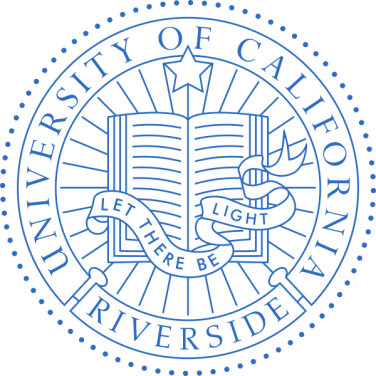 UNIVERSITY OF CALIFORNIA
LET THERE BE LIGHT
RIVERSIDE